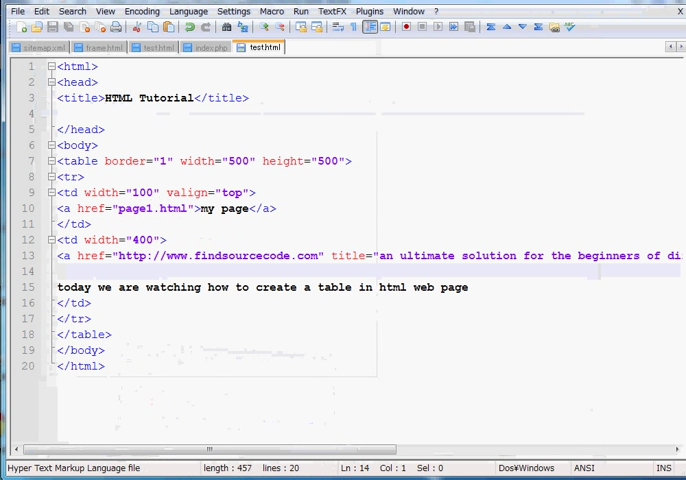 File Edit Search View Encoding Language Settings Macro Run TextFX Plugins Window ? X
sitemap.xml frame.html test.html index.php test.html
1 <html>
2 <head>
3 <title>HTML Tutorial</title>
4
5 </head>
6 <body>
7 <table border="1" width="500" height="500">
8 <tr>
9 <td width="100" valign="top">
10 <a href="page1.html">my page</a>
11 </td>
12 <td width="400">
13 <a href="http://www.findsourcecode.com" title="an ultimate solution for the beginners of di
14
15 today we are watching how to create a table in html web page
16 </td>
17 </tr>
18 </table>
19 </body>
20 </html>
Hyper Text Markup Language file length : 457 lines : 20 Ln : 14 Col : 1 Sel : 0 Dos¥Windows ANSI INS